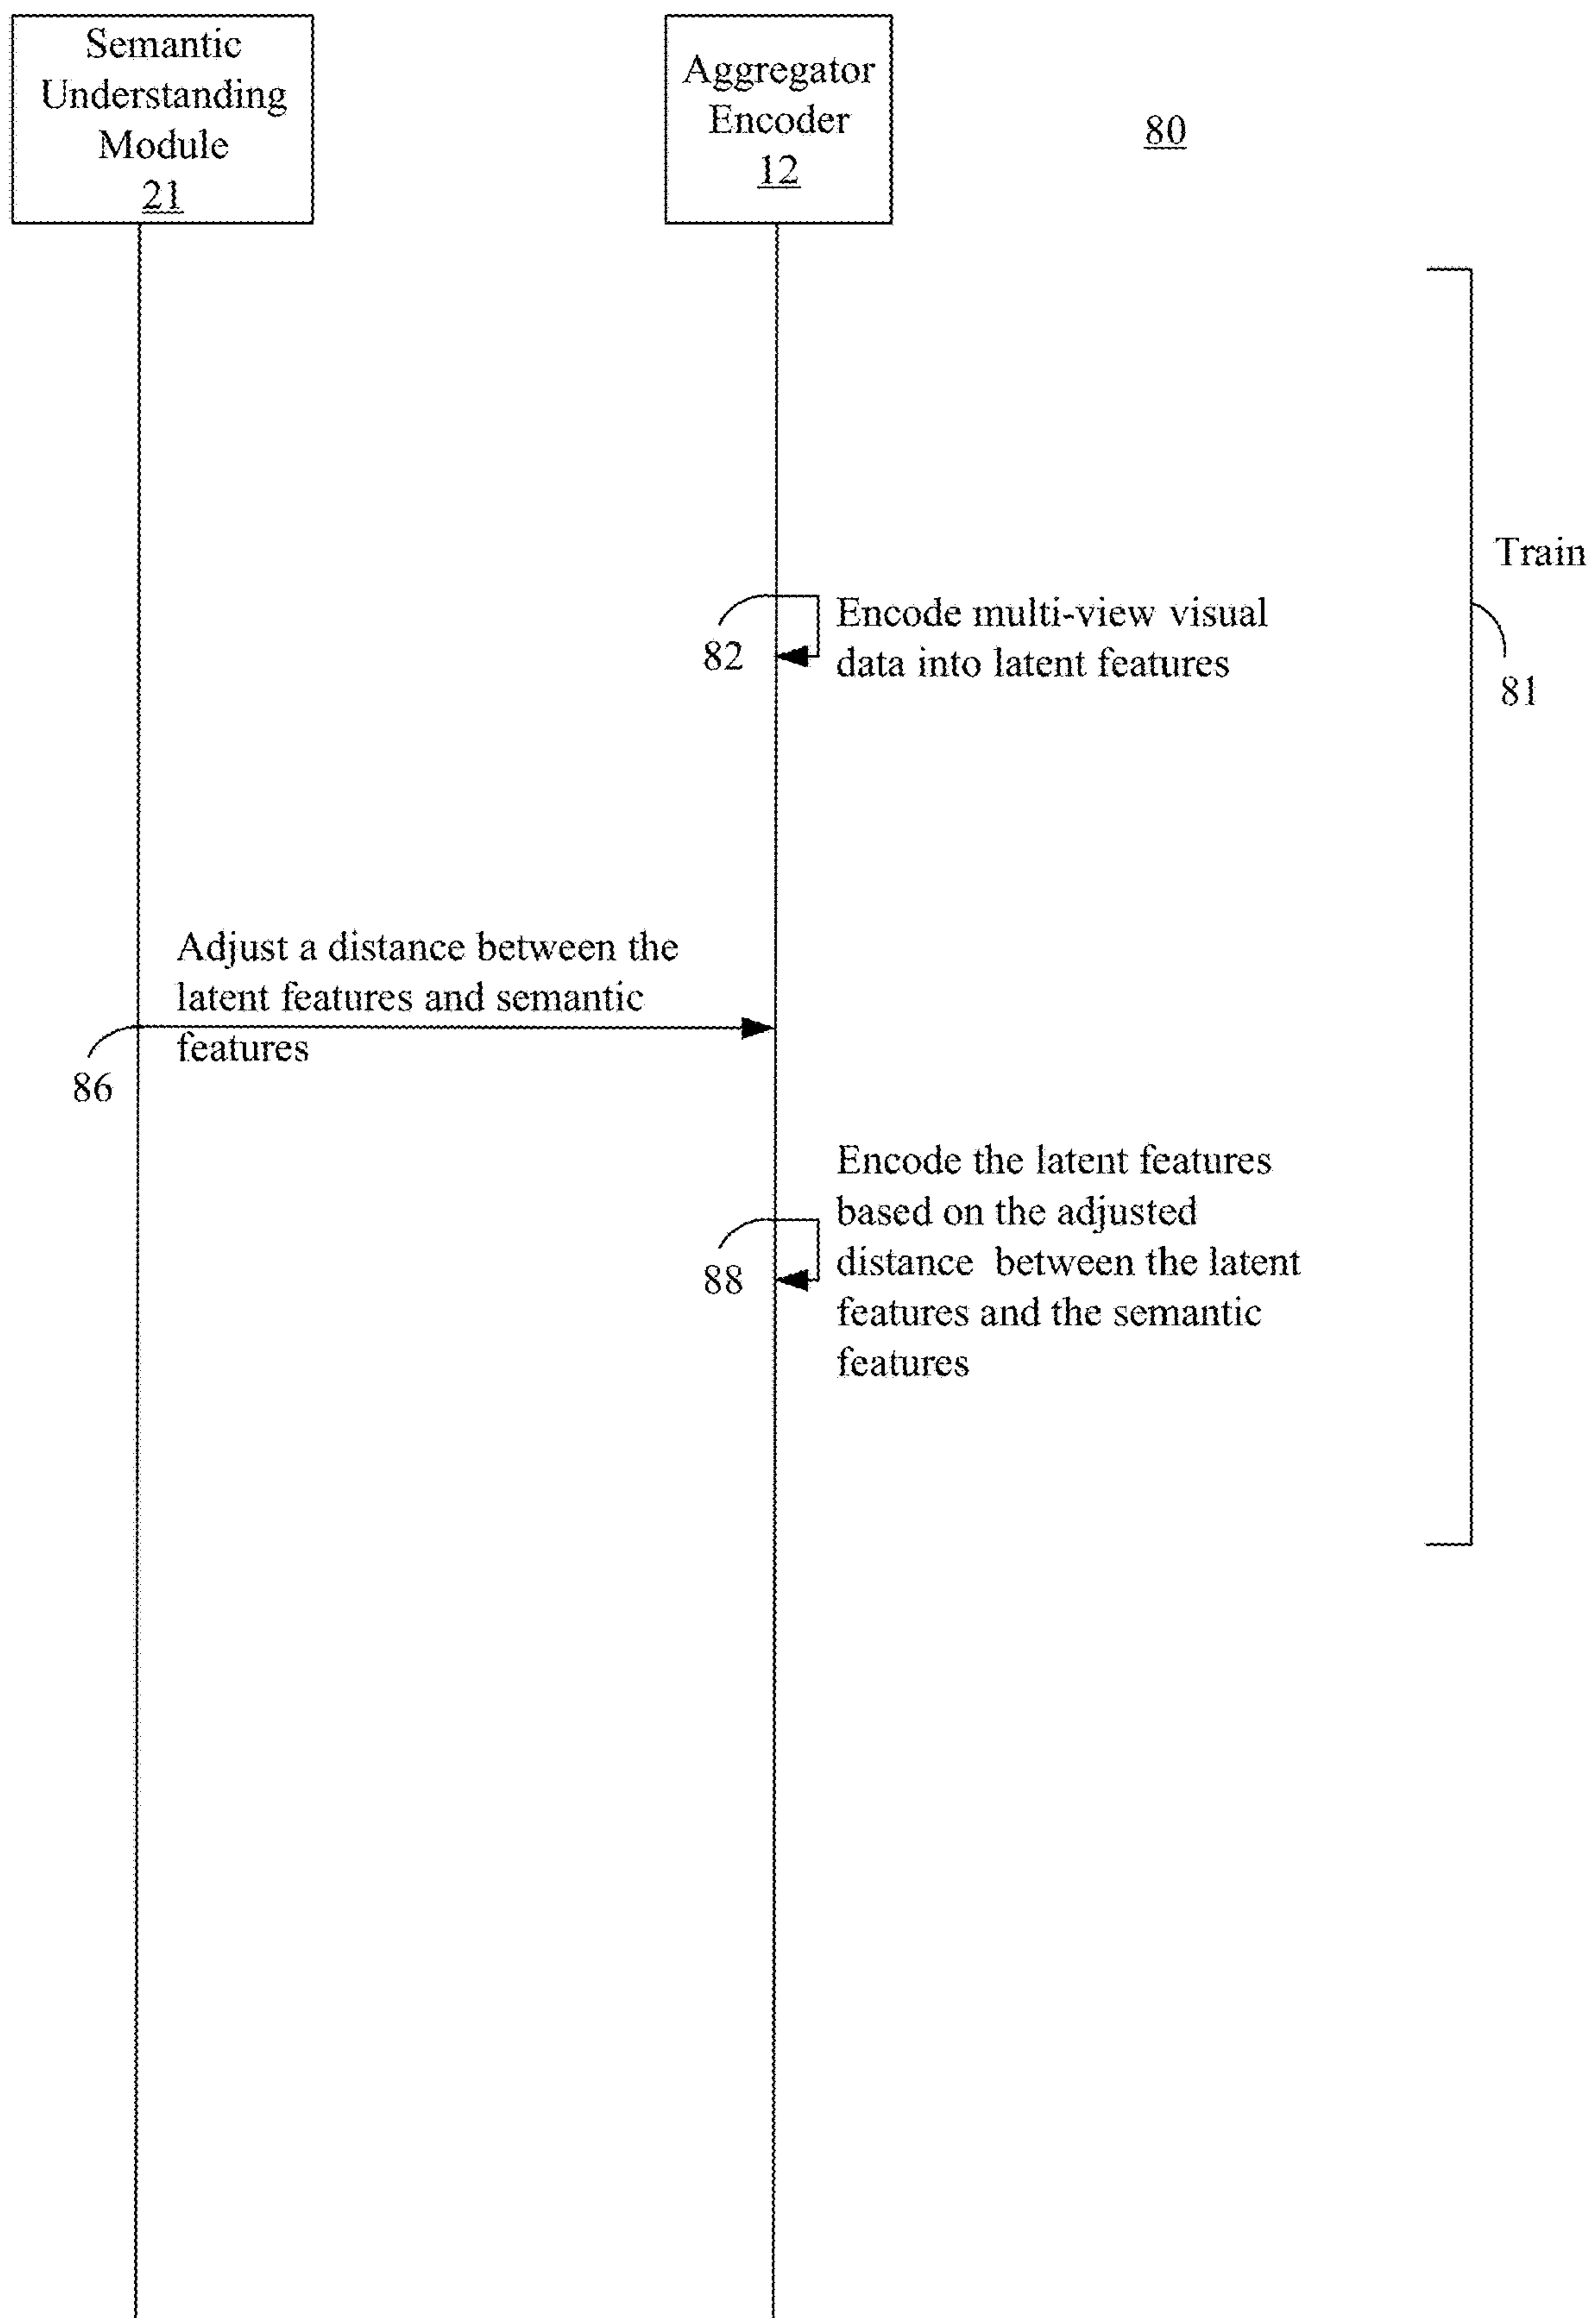 Semantic
Understanding
Module
21
Aggregator
Encoder
12
80
Train
81
Encode multi-view visual
data into latent features
82
Adjust a distance between the
latent features and semantic
features
86
Encode the latent features
based on the adjusted
distance between the latent
features and the semantic
features
88